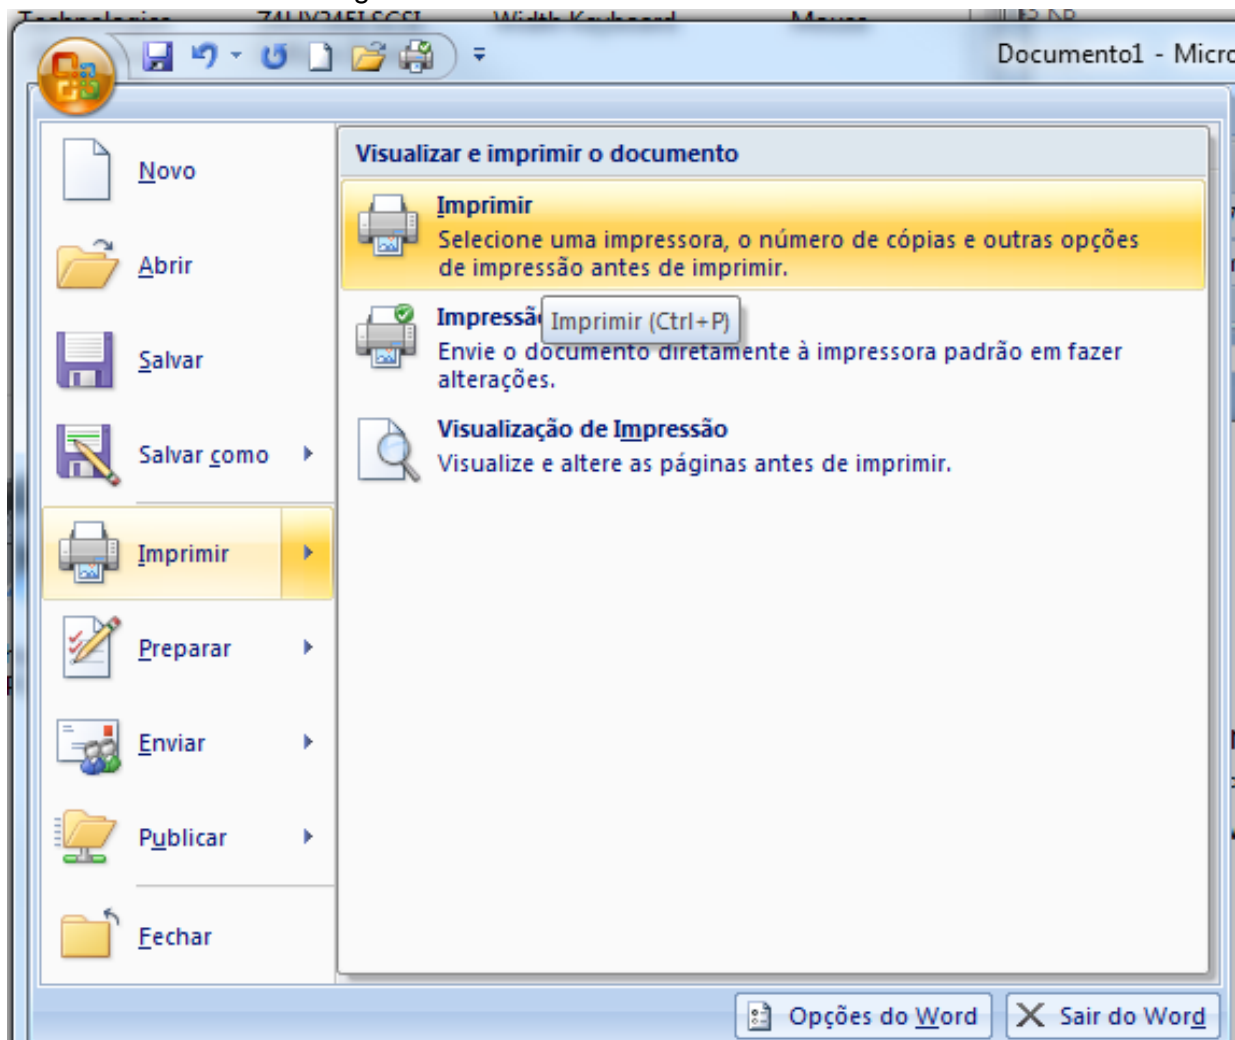 Width Keyboard
Documento1 - Micro
Novo
Abrir
Salvar
Salvar como
Imprimir
Preparar
Enviar
Publicar
Fechar
Visualizar e imprimir o documento
Imprimir
Selecione uma impressora, o número de cópias e outras opções
de impressão antes de imprimir.
Impressã
Imprimir (Ctrl+P)
Envie o documento diretamente à impressora padrão em fazer
alterações.
Visualização de Impressão
Visualize e altere as páginas antes de imprimir.
Opções do Word
Sair do Word